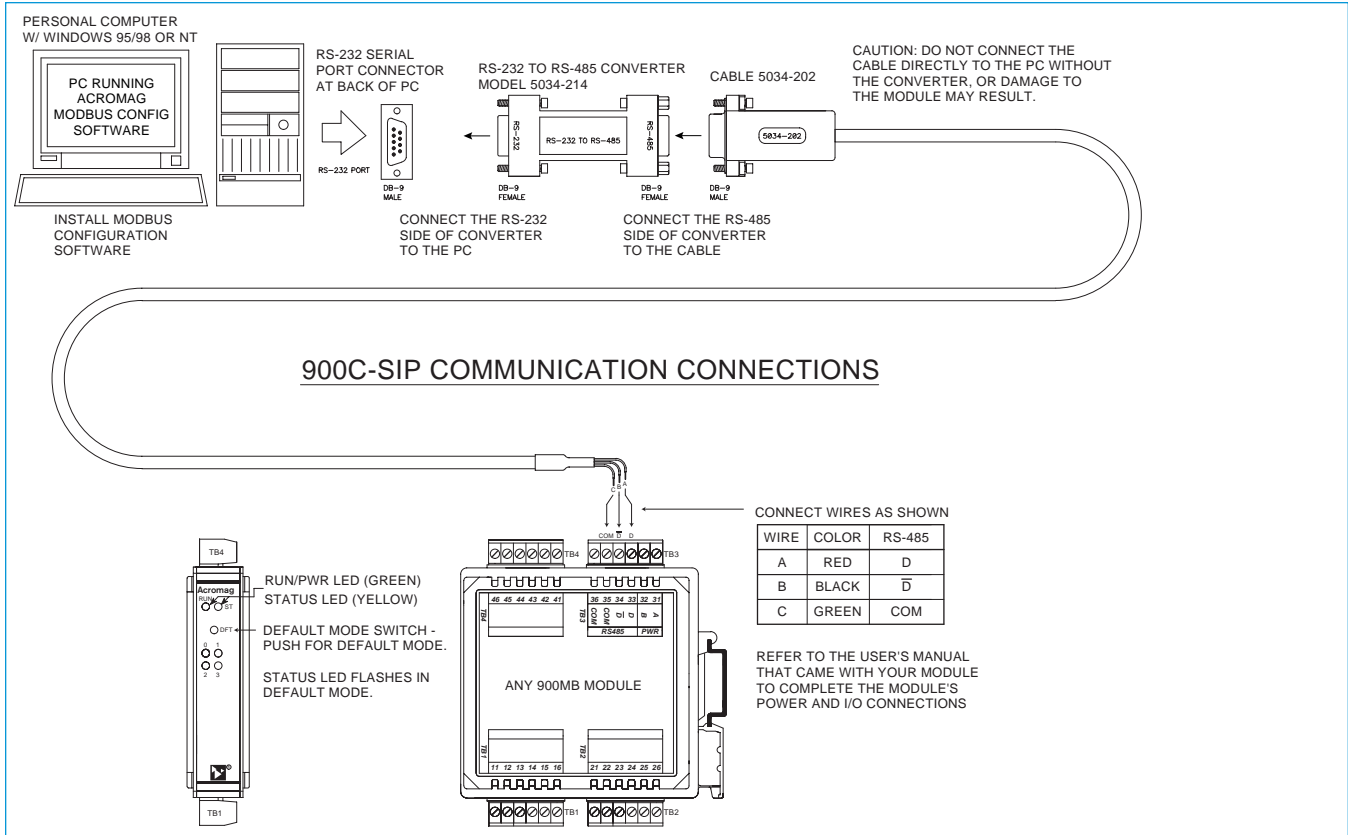 PERSONAL COMPUTER
W/ WINDOWS 95/98 OR NT
PC RUNNING
ACROMAG
MODBUS CONFIG
SOFTWARE
INSTALL MODBUS
CONFIGURATION
SOFTWARE
RS-232 SERIAL
PORT CONNECTOR
AT BACK OF PC
RS-232 PORT
DB-9
MALE
RS-232 TO RS-485 CONVERTER
MODEL 5034-214
RS-232
RS-232 TO RS-485
RS-485
DB-9
FEMALE
DB-9
FEMALE
CONNECT THE RS-232
SIDE OF CONVERTER
TO THE PC
CONNECT THE RS-485
SIDE OF CONVERTER
TO THE CABLE
CABLE 5034-202
5034-202
DB-9
MALE
CAUTION: DO NOT CONNECT THE
CABLE DIRECTLY TO THE PC WITHOUT
THE CONVERTER, OR DAMAGE TO
THE MODULE MAY RESULT.
900C-SIP COMMUNICATION CONNECTIONS
TB4
Acromag
RUN ST
DFT
0 1
2 3
®
TB1
RUN/PWR LED (GREEN)
STATUS LED (YELLOW)
DEFAULT MODE SWITCH -
PUSH FOR DEFAULT MODE.
STATUS LED FLASHES IN
DEFAULT MODE.
C B A
COM D̅ D
TB4 TB3
46 45 44 43 42 41
36 35 34 33 32 31
TB4
TB3
COM COM D̅ D B A
RS485 PWR
ANY 900MB MODULE
TB1
TB2
11 12 13 14 15 16
21 22 23 24 25 26
TB1 TB2
CONNECT WIRES AS SHOWN
WIRE COLOR RS-485
A RED D
B BLACK D̅
C GREEN COM
REFER TO THE USER'S MANUAL
THAT CAME WITH YOUR MODULE
TO COMPLETE THE MODULE'S
POWER AND I/O CONNECTIONS